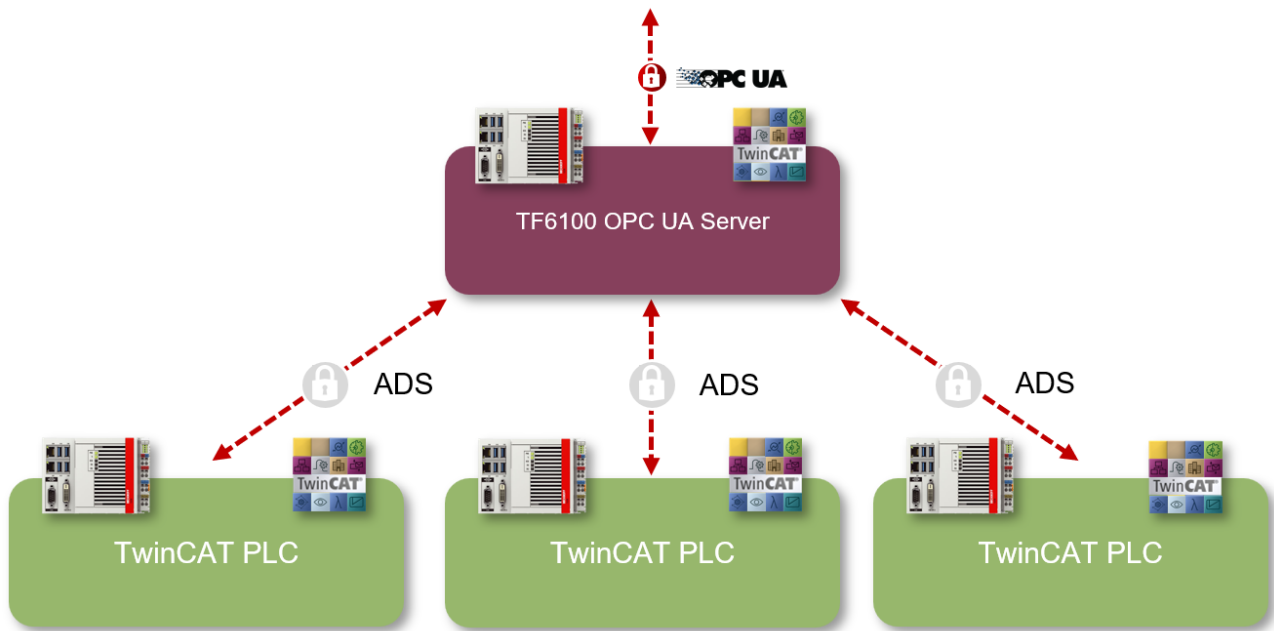 OPC UA
TwinCAT®
TF6100 OPC UA Server
ADS
ADS
ADS
TwinCAT®
TwinCAT®
TwinCAT®
TwinCAT PLC
TwinCAT PLC
TwinCAT PLC